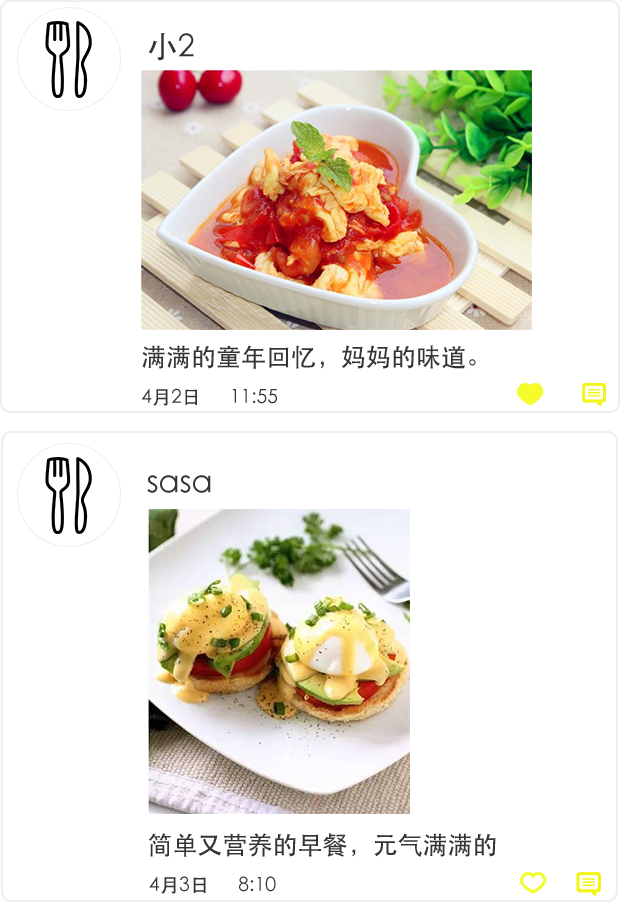 小2
满满的童年回忆，妈妈的味道。
4月2日 11:55
sasa
简单又营养的早餐，元气满满的
4月3日 8:10